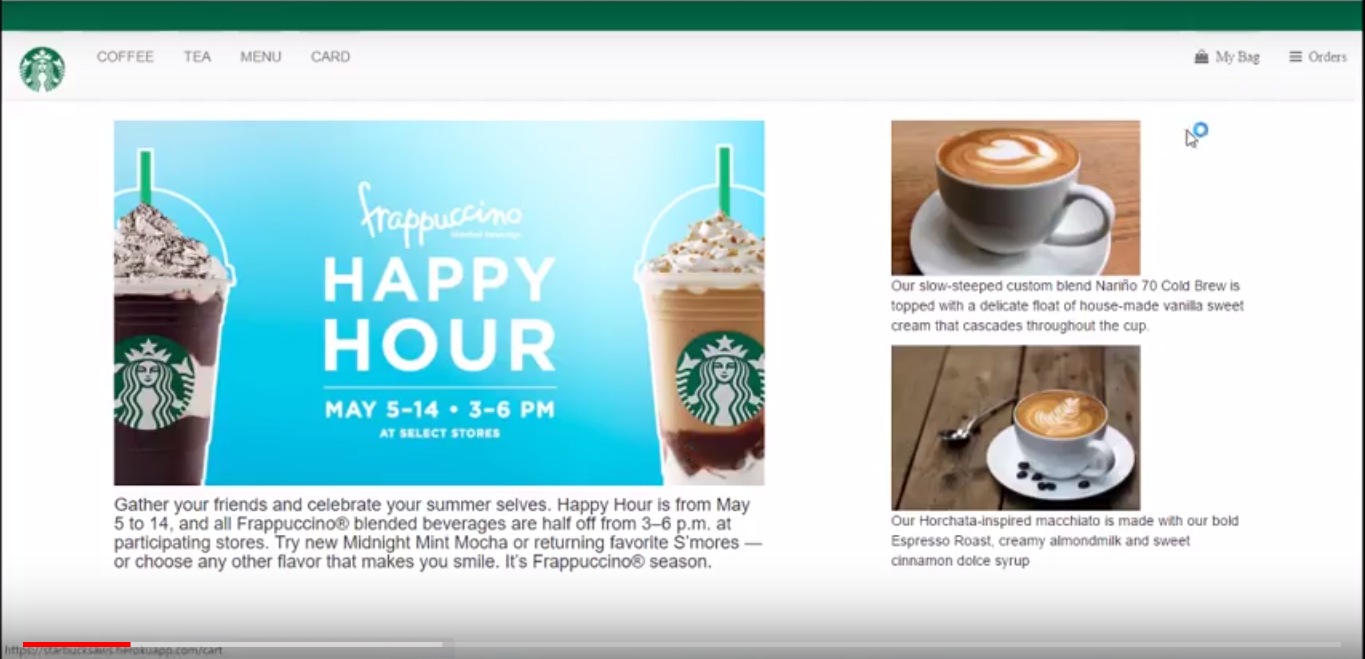 COFFEE TEA MENU CARD My Bag Orders
frappuccino
blended beverage
HAPPY
HOUR
MAY 5–14 • 3–6 PM
AT SELECT STORES
Gather your friends and celebrate your summer selves. Happy Hour is from May
5 to 14, and all Frappuccino® blended beverages are half off from 3–6 p.m. at
participating stores. Try new Midnight Mint Mocha or returning favorite S'mores —
or choose any other flavor that makes you smile. It's Frappuccino® season.
Our slow-steeped custom blend Nariño 70 Cold Brew is
topped with a delicate float of house-made vanilla sweet
cream that cascades throughout the cup.
Our Horchata-inspired macchiato is made with our bold
Espresso Roast, creamy almondmilk and sweet
cinnamon dolce syrup